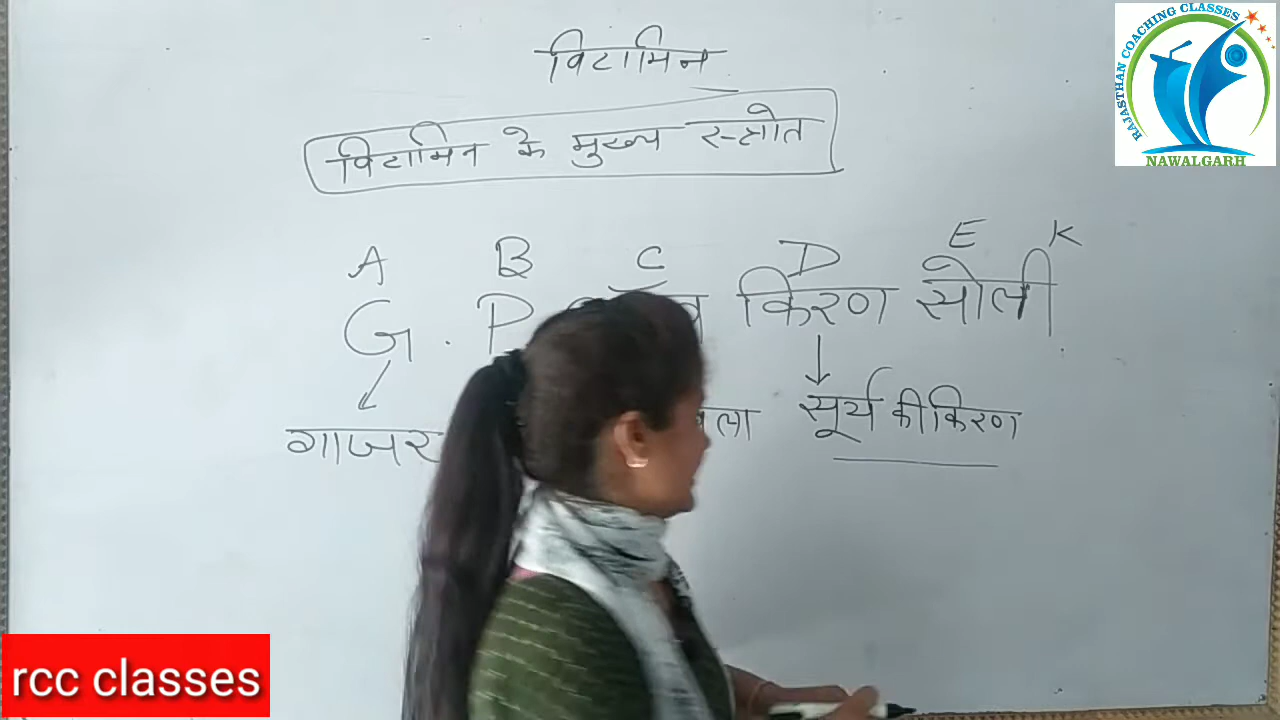 विटामिन
विटामिन के मुख्य स्त्रोत
A B C D E K
G. P किरण सोली
गाजर सूर्य की किरण
RAJASTHAN COACHING CLASSES
NAWALGARH
rcc classes